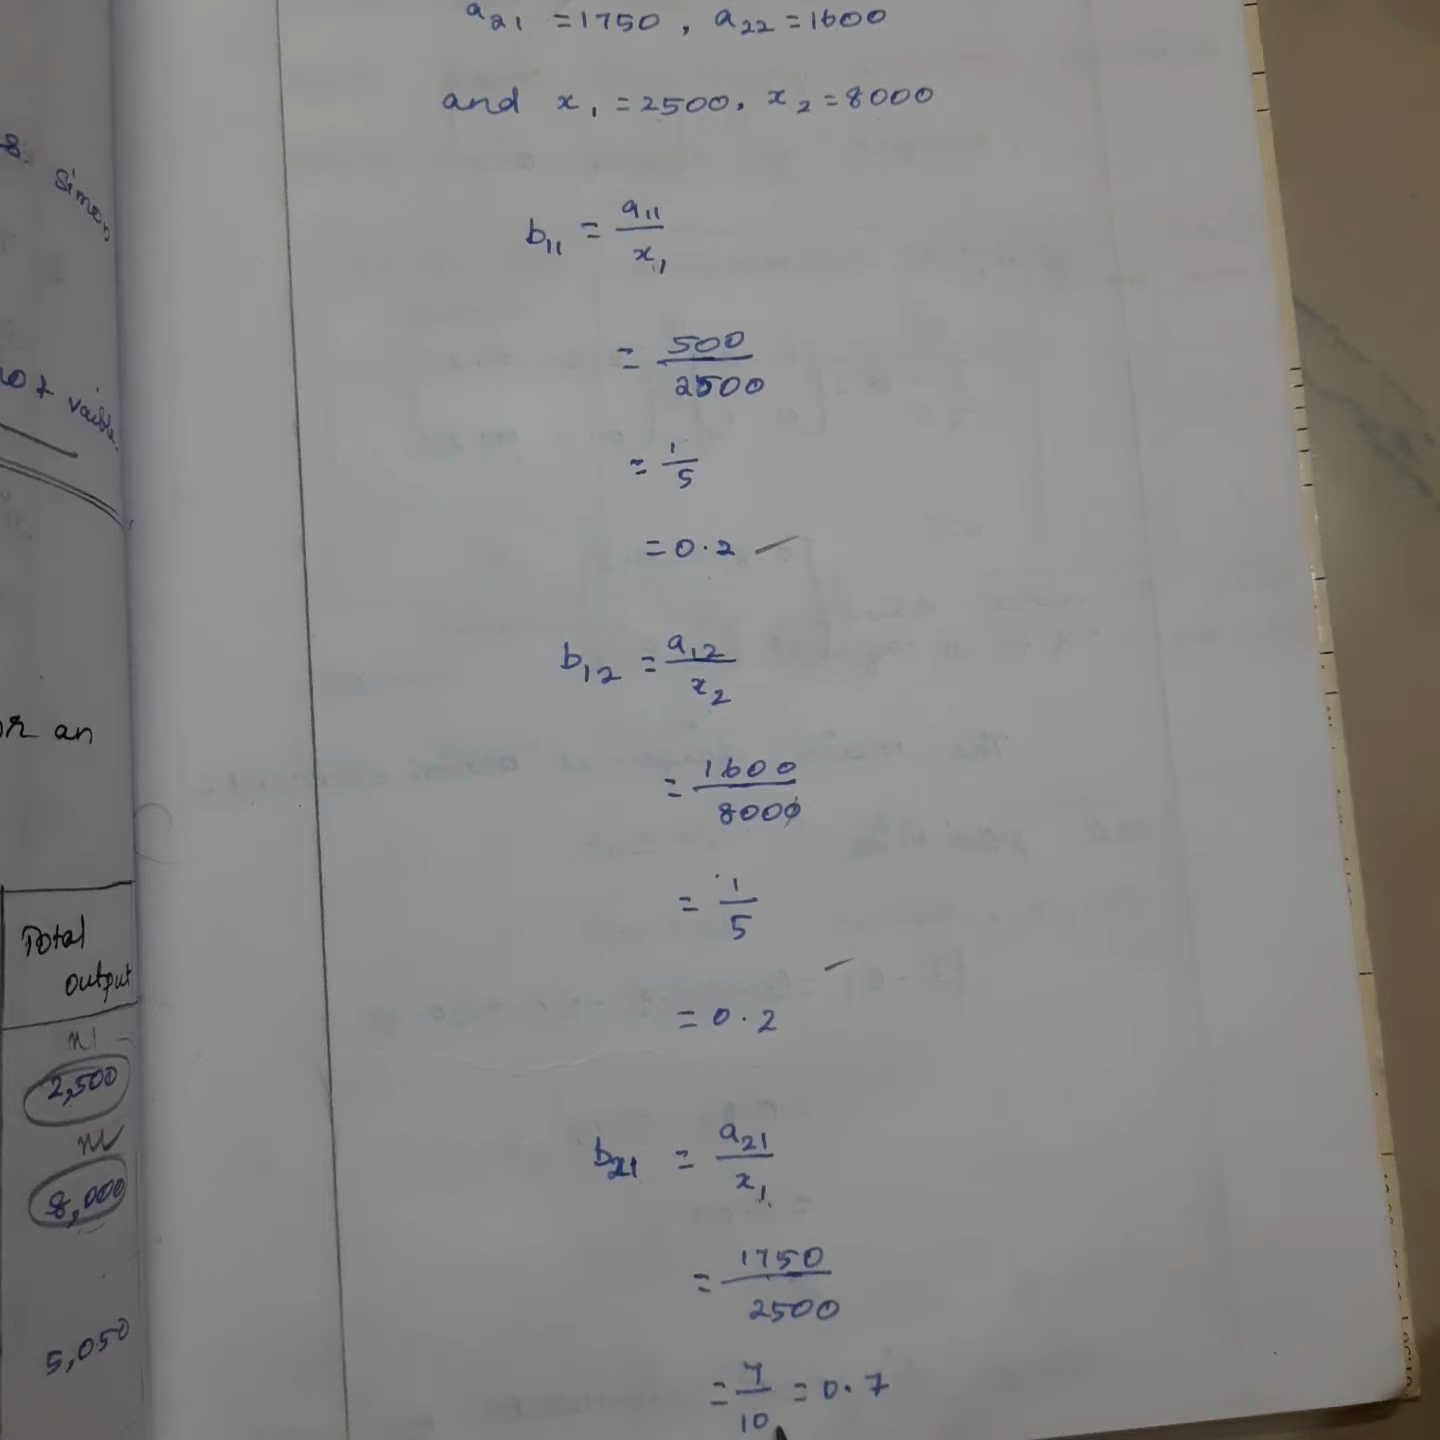 a21 = 1750, a22 = 1600
and x1 = 2500, x2 = 8000
b11 = a11
x1
= 500
2500
= 1
5
= 0.2
b12 = a12
x2
= 1600
8000
= 1
5
= 0.2
b21 = a21
x1
= 1750
2500
= 7
10
= 0.7
8.
an
Total
output
2,500
8,000
5,050